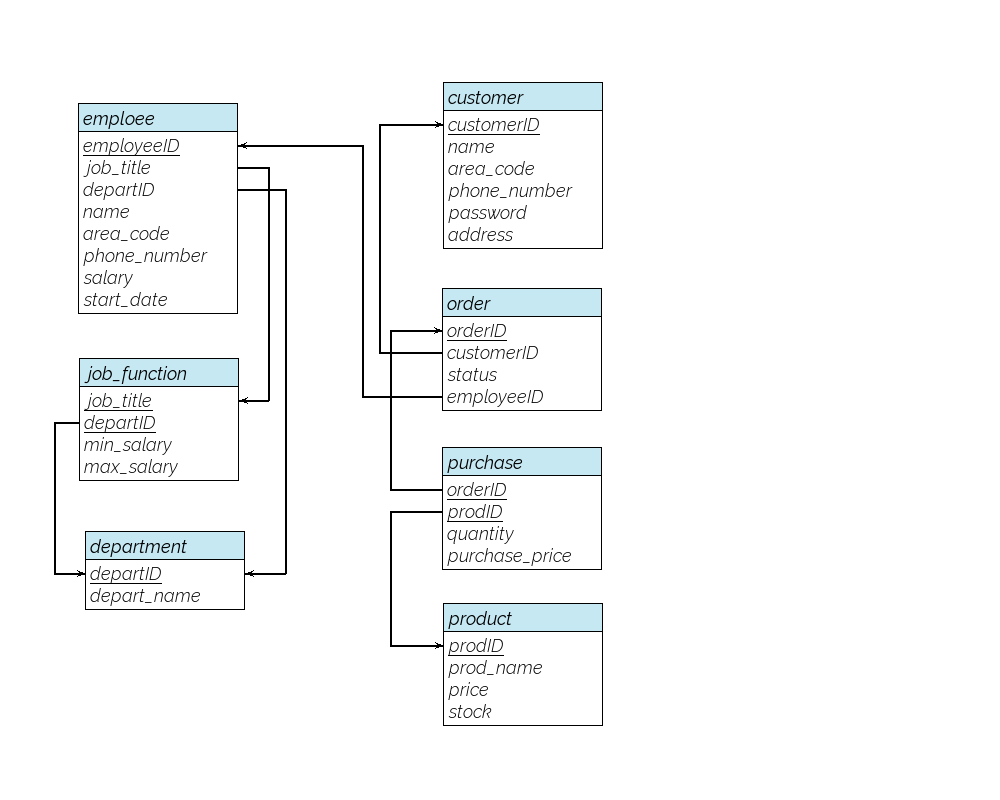 emploee
employeeID
job_title
departID
name
area_code
phone_number
salary
start_date
job_function
job_title
departID
min_salary
max_salary
department
departID
depart_name
customer
customerID
name
area_code
phone_number
password
address
order
orderID
customerID
status
employeeID
purchase
orderID
prodID
quantity
purchase_price
product
prodID
prod_name
price
stock